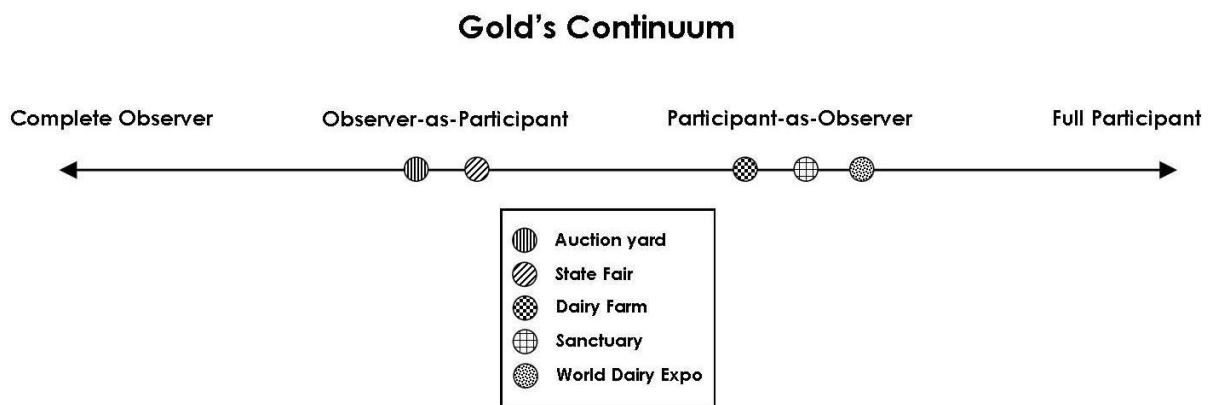 Gold's Continuum
Complete Observer
Observer-as-Participant
Participant-as-Observer
Full Participant
Auction yard
State Fair
Dairy Farm
Sanctuary
World Dairy Expo